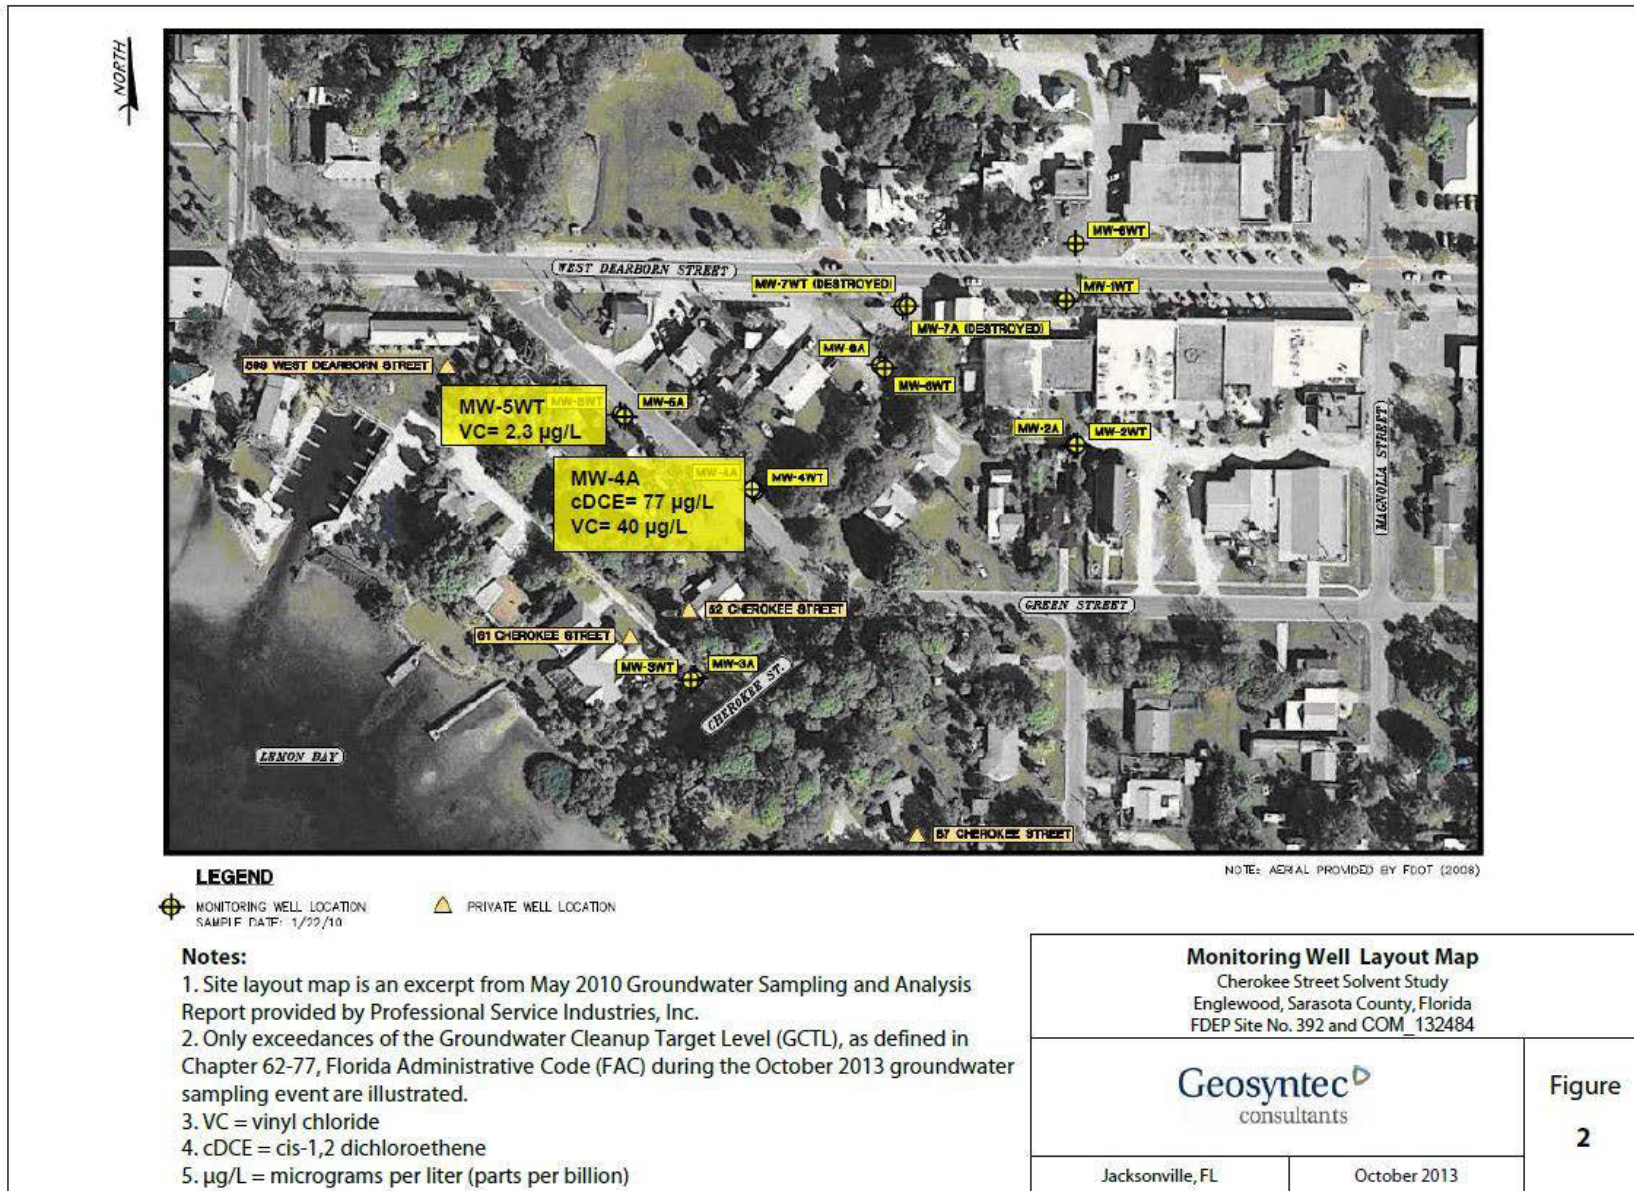 NORTH
MW-8WT
WEST DEARBORN STREET
MW-7WT (DESTROYED)
MW-1WT
MW-7A (DESTROYED)
MW-6A
599 WEST DEARBORN STREET
MW-6WT
MW-5WT
VC= 2.3 µg/L
MW-5WT
MW-5A
MW-2A
MW-2WT
MAGNOLIA STREET
MW-4A
cDCE= 77 µg/L
VC= 40 µg/L
MW-4A
MW-4WT
52 CHEROKEE STREET
GREEN STREET
61 CHEROKEE STREET
MW-3WT
MW-3A
CHEROKEE ST.
LEMON BAY
67 CHEROKEE STREET
NOTE: AERIAL PROVIDED BY FDOT (2008)
LEGEND
MONITORING WELL LOCATION
SAMPLE DATE: 1/22/10
PRIVATE WELL LOCATION
Notes:
1. Site layout map is an excerpt from May 2010 Groundwater Sampling and Analysis
Report provided by Professional Service Industries, Inc.
2. Only exceedances of the Groundwater Cleanup Target Level (GCTL), as defined in
Chapter 62-77, Florida Administrative Code (FAC) during the October 2013 groundwater
sampling event are illustrated.
3. VC = vinyl chloride
4. cDCE = cis-1,2 dichloroethene
5. µg/L = micrograms per liter (parts per billion)
Monitoring Well Layout Map
Cherokee Street Solvent Study
Englewood, Sarasota County, Florida
FDEP Site No. 392 and COM_132484
Geosyntec
consultants
Figure
2
Jacksonville, FL
October 2013